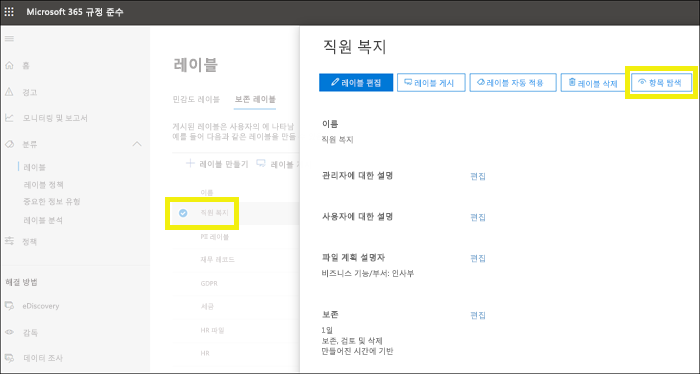 Microsoft 365 규정 준수
홈
경고
모니터링 및 보고서
분류
레이블
레이블 정책
중요한 정보 유형
레이블 분석
정책
해결 방법
eDiscovery
감독
데이터 조사
레이블
민감도 레이블 보존 레이블
게시된 레이블은 사용자의 에 나타남
예를 들어 다음과 같은 레이블을 만들
레이블 만들기 레이블
이름
직원 복지
PE 레이블
재무 레코드
GDPR
세금
HR 파일
HR
직원 복지
레이블 편집 레이블 게시 레이블 자동 적용 레이블 삭제 항목 탐색
이름
직원 복지
관리자에 대한 설명 편집
사용자에 대한 설명 편집
파일 계획 설명자 편집
비즈니스 기능/부서: 인사부
보존 편집
1일
보존, 검토 및 삭제
만들어진 시간에 기반